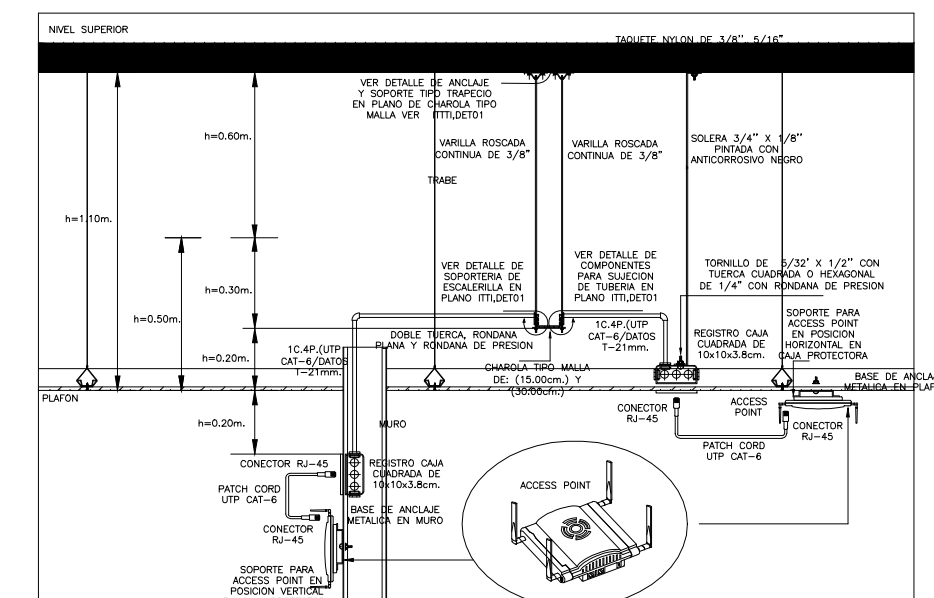 NIVEL SUPERIOR
TAQUETE NYLON DE 3/8'', 5/16''
VER DETALLE DE ANCLAJE
Y SOPORTE TIPO TRAPECIO
EN PLANO DE CHAROLA TIPO
MALLA VER ITTI,DET01
h=0.60m.
VARILLA ROSCADA
CONTINUA DE 3/8''
VARILLA ROSCADA
CONTINUA DE 3/8''
SOLERA 3/4'' X 1/8''
PINTADA CON
ANTICORROSIVO NEGRO
TRABE
h=1.10m.
VER DETALLE DE
SOPORTERIA DE
ESCALERILLA EN
PLANO ITTI,DET01
VER DETALLE DE
COMPONENTES
PARA SUJECION
DE TUBERIA EN
PLANO ITTI,DET01
TORNILLO DE 5/32' X 1/2'' CON
TUERCA CUADRADA O HEXAGONAL
DE 1/4'' CON RONDANA DE PRESION
h=0.30m.
h=0.50m.
DOBLE TUERCA, RONDANA
PLANA Y RONDANA DE PRESION
1C.4P.(UTP
CAT-6/DATOS
T-21mm.
REGISTRO CAJA
CUADRADA DE
10x10x3.8cm.
SOPORTE PARA
ACCESS POINT
EN POSICION
HORIZONTAL EN
CAJA PROTECTORA
1C.4P.(UTP
CAT-6/DATOS
T-21mm.
h=0.20m.
CHAROLA TIPO MALLA
DE: (15.00cm.) Y
(30.00cm.)
BASE DE ANCLA
METALICA EN PLAF
PLAFON
h=0.20m.
MURO
CONECTOR
RJ-45
ACCESS
POINT
CONECTOR
RJ-45
PATCH CORD
UTP CAT-6
CONECTOR RJ-45
REGISTRO CAJA
CUADRADA DE
10x10x3.8cm.
PATCH CORD
UTP CAT-6
ACCESS POINT
BASE DE ANCLAJE
METALICA EN MURO
CONECTOR
RJ-45
SOPORTE PARA
ACCESS POINT EN
POSICION VERTICAL